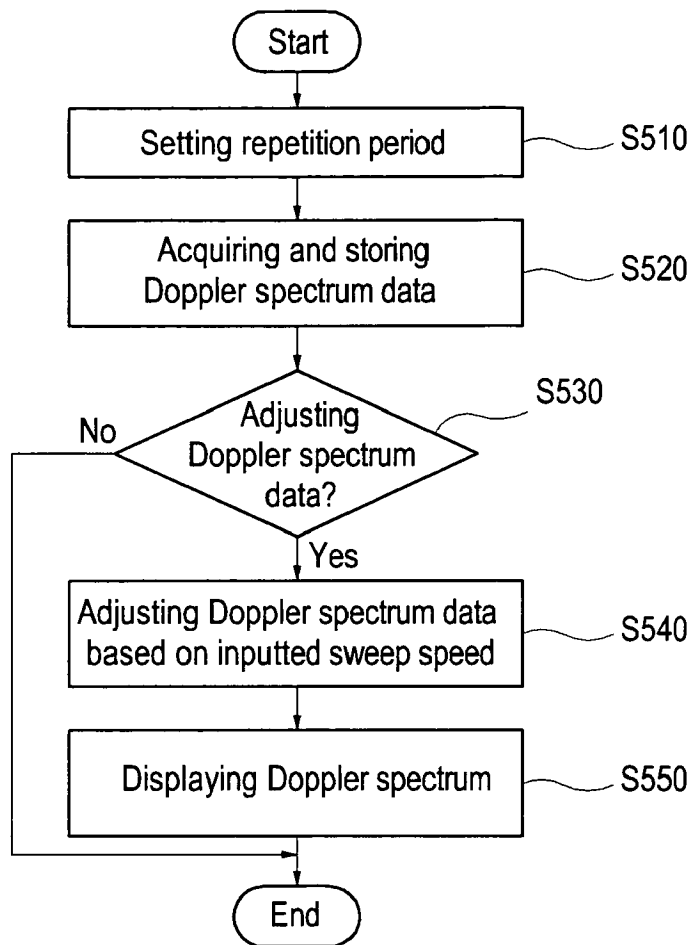 Start
Setting repetition period
S510
Acquiring and storing
Doppler spectrum data
S520
Adjusting
Doppler spectrum
data?
S530
No
Yes
Adjusting Doppler spectrum data
based on inputted sweep speed
S540
Displaying Doppler spectrum
S550
End